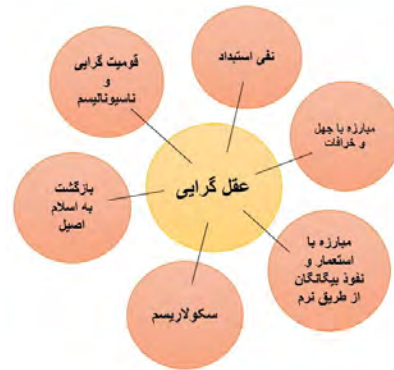 نفی استبداد
قومیت گرایی
و
ناسیونالیسم
مبارزه با جهل
و خرافات
عقل گرایی
بازگشت
به اسلام
اصیل
مبارزه با
استعمار و
نفوذ بیگانگان
از طریق نرم
سکولاریسم